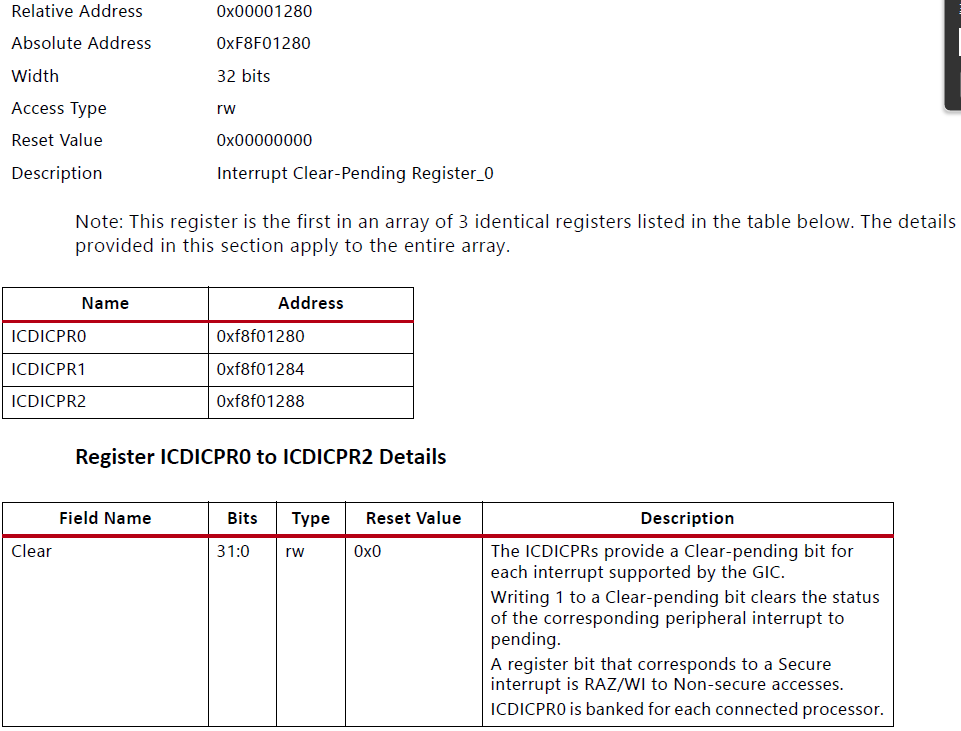 Relative Address 0x00001280
Absolute Address 0xF8F01280
Width 32 bits
Access Type rw
Reset Value 0x00000000
Description Interrupt Clear-Pending Register_0
Note: This register is the first in an array of 3 identical registers listed in the table below. The details
provided in this section apply to the entire array.
Name Address
ICDICPR0 0xf8f01280
ICDICPR1 0xf8f01284
ICDICPR2 0xf8f01288
Register ICDICPR0 to ICDICPR2 Details
Field Name Bits Type Reset Value Description
Clear 31:0 rw 0x0 The ICDICPRs provide a Clear-pending bit for
each interrupt supported by the GIC.
Writing 1 to a Clear-pending bit clears the status
of the corresponding peripheral interrupt to
pending.
A register bit that corresponds to a Secure
interrupt is RAZ/WI to Non-secure accesses.
ICDICPR0 is banked for each connected processor.